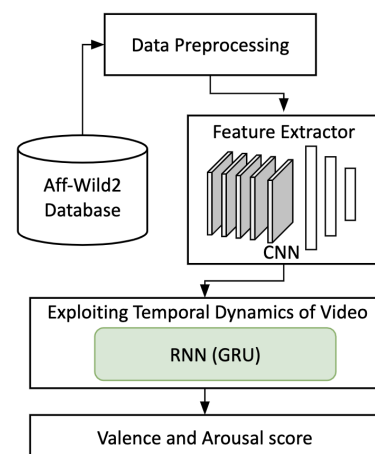 Data Preprocessing
Aff-Wild2
Database
Feature Extractor
CNN
Exploiting Temporal Dynamics of Video
RNN (GRU)
Valence and Arousal score